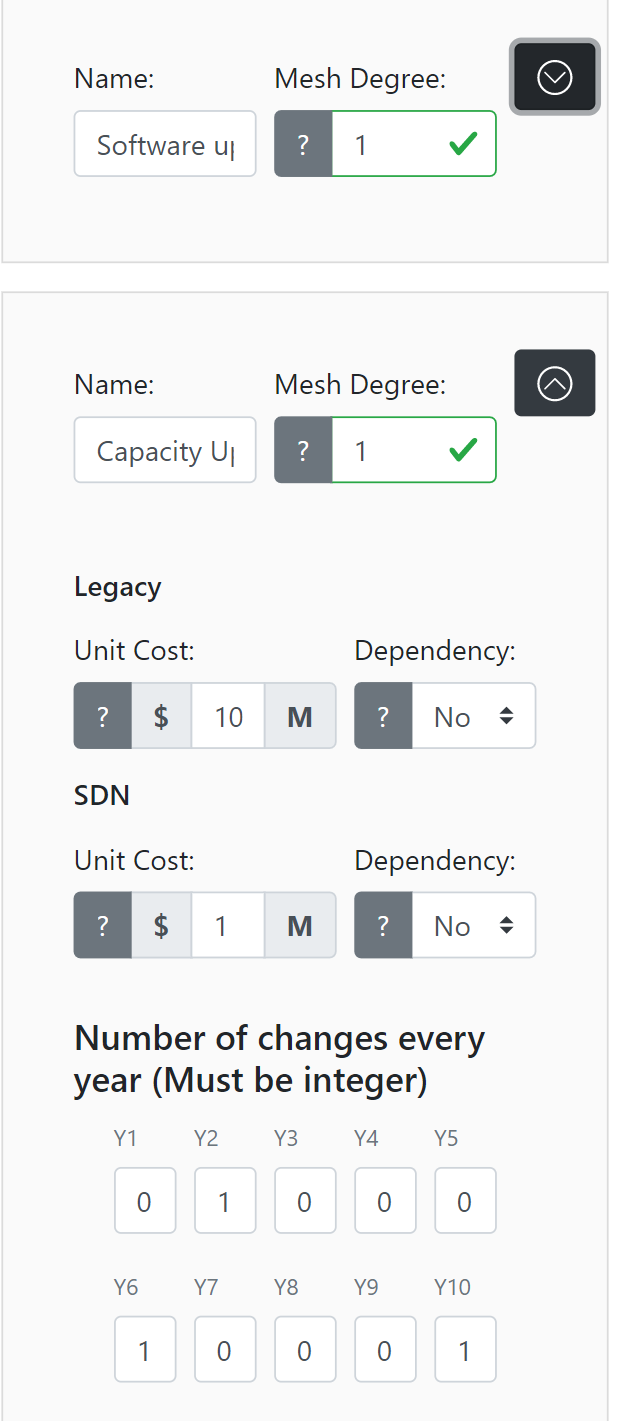 Name: Mesh Degree:
Software up ? 1
Name: Mesh Degree:
Capacity Up ? 1
Legacy
Unit Cost: Dependency:
? $ 10 M ? No
SDN
Unit Cost: Dependency:
? $ 1 M ? No
Number of changes every
year (Must be integer)
Y1 Y2 Y3 Y4 Y5
0 1 0 0 0
Y6 Y7 Y8 Y9 Y10
1 0 0 0 1